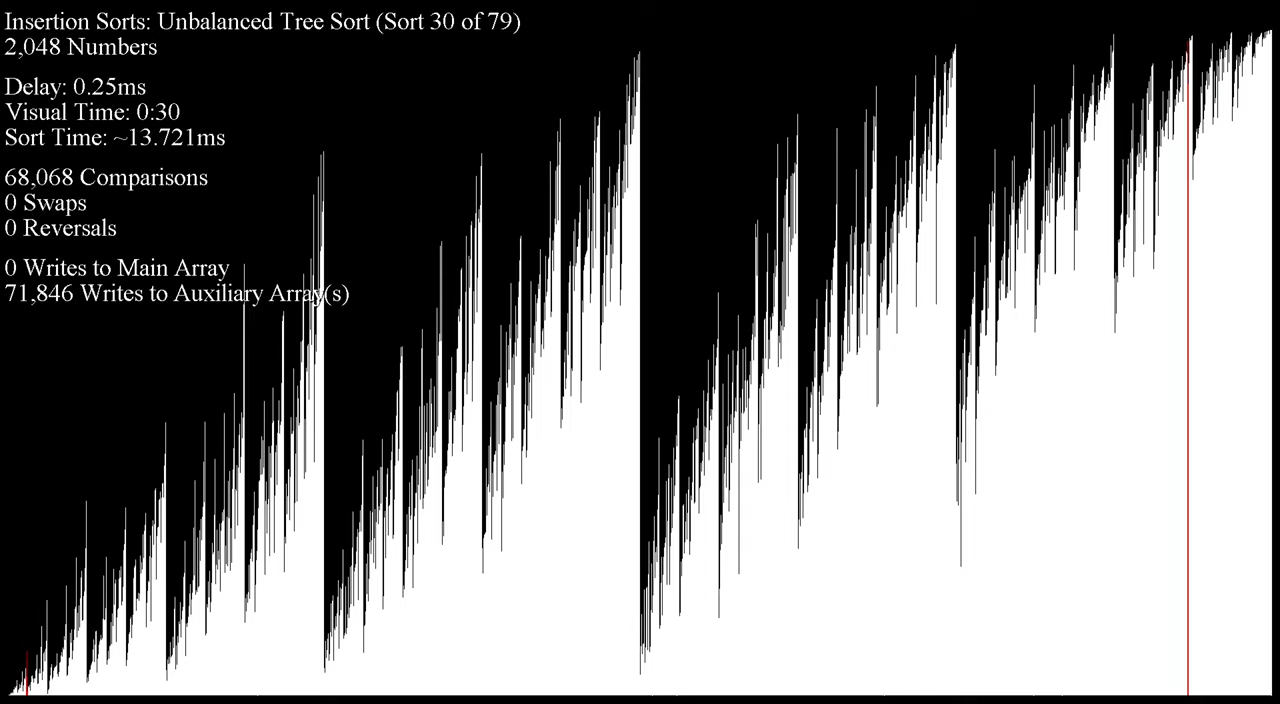 Insertion Sorts: Unbalanced Tree Sort (Sort 30 of 79)
2,048 Numbers
Delay: 0.25ms
Visual Time: 0:30
Sort Time: ~13.721ms
68,068 Comparisons
0 Swaps
0 Reversals
0 Writes to Main Array
71,846 Writes to Auxiliary Array(s)